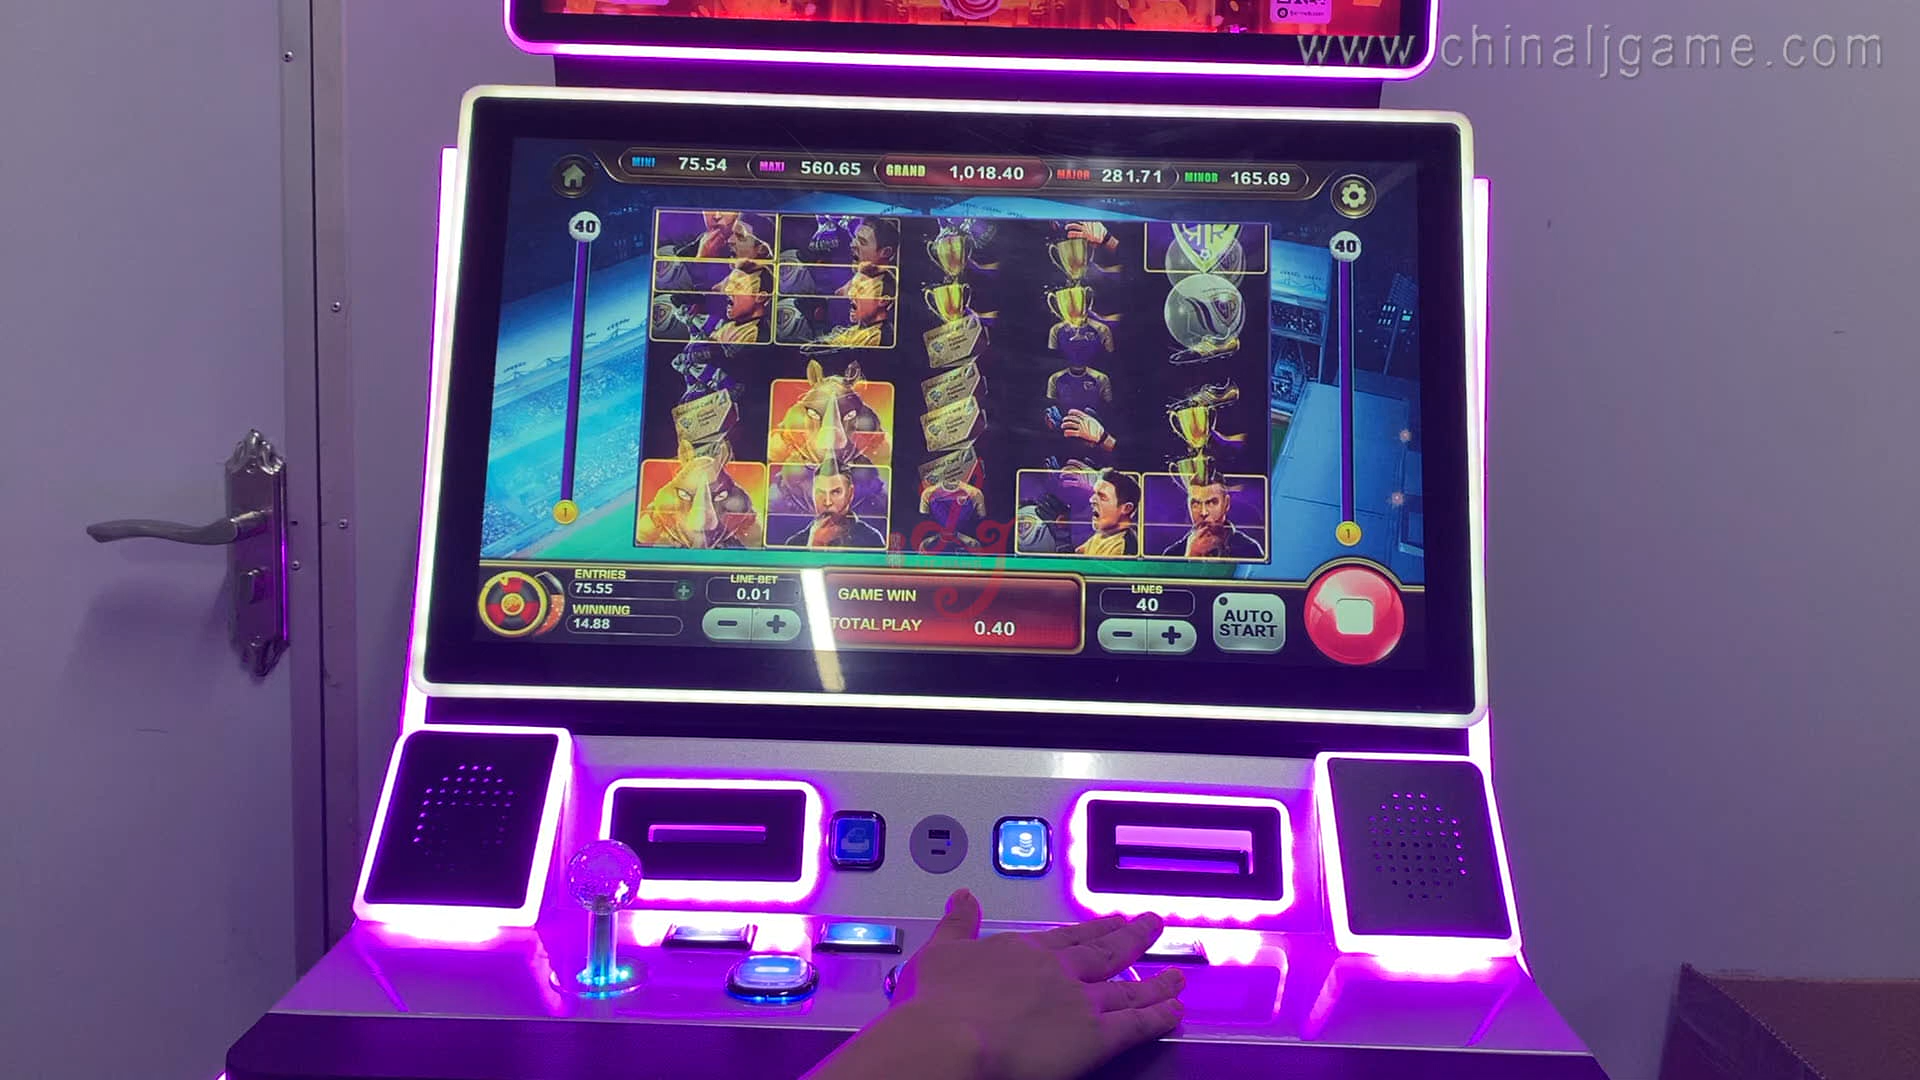 www.chinaljgame.com
MINI 75.54 MAXI 560.65 GRAND 1,018.40 MAJOR 281.71 MINOR 165.69
40 40
1 1
ENTRIES
75.55
WINNING
14.88
LINE BET
0.01
GAME WIN
TOTAL PLAY 0.40
LINES
40
AUTO
START